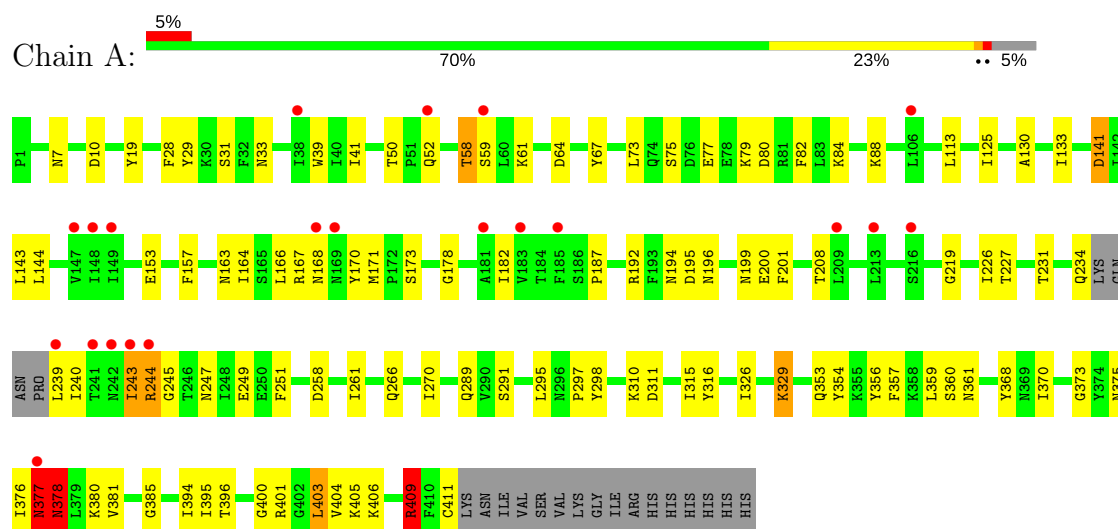 5%
Chain A:
70% 23% •• 5%
P1 N7 D10 Y19 F28 Y29 K30 S31 F32 N33 I38 W39 I40 I41 T50 P51 Q52 T58 S59 L60 K61 D64 Y67 L73 Q74 S75 D76 E77 E78 K79 D80 R81 F82 L83 K84 K88 L106 L113 I125 A130 I133 D141 I142
L143 L144 V147 I148 I149 E153 F157 N163 I164 S165 L166 R167 N168 N169 Y170 M171 P172 S173 G178 A181 I182 V183 T184 F185 S186 P187 R192 F193 N194 D195 N196 N199 E200 F201 T208 L209 L213 S216 G219 I226 T227 T231 Q234 LYS GLN
ASN PRO L239 I240 T241 N242 I243 R244 G245 T246 N247 I248 E249 E250 F251 D258 I261 Q266 I270 Q289 V290 S291 L295 N296 P297 Y298 K310 D311 I315 Y316 I326 K329 Q353 Y354 K355 Y356 F357 K358 L359 S360 N361 Y368 N369 I370 G373 Y374 N375
I376 N377 N378 L379 K380 V381 G385 I394 I395 T396 G400 R401 G402 L403 V404 K405 K406 R409 F410 C411 LYS ASN ILE VAL SER VAL LYS GLY ILE ARG HIS HIS HIS HIS HIS HIS